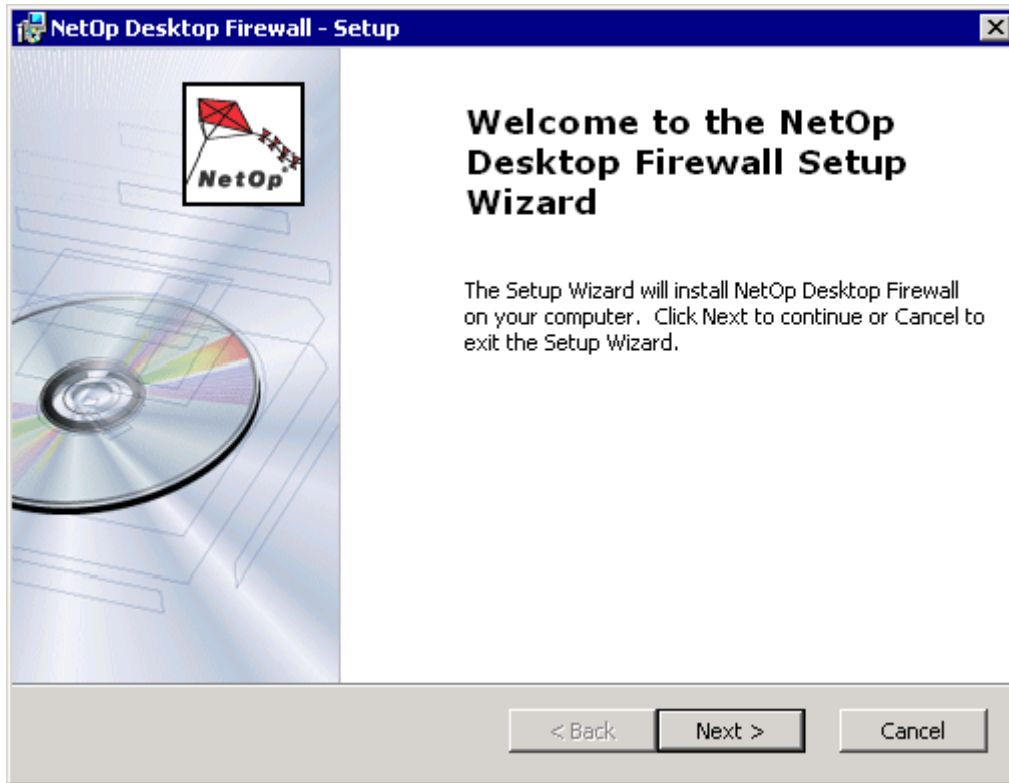 NetOp Desktop Firewall - Setup
NetOp®
Welcome to the NetOp
Desktop Firewall Setup
Wizard
The Setup Wizard will install NetOp Desktop Firewall
on your computer.  Click Next to continue or Cancel to
exit the Setup Wizard.
< Back
Next >
Cancel